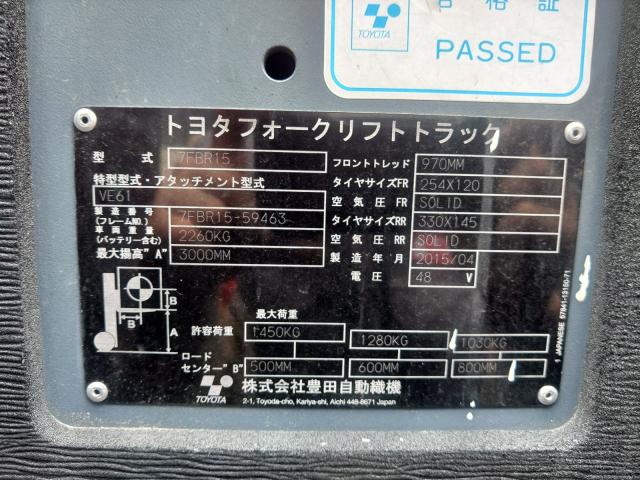 合格証
TOYOTA
PASSED
トヨタフォークリフトトラック
型 式 7FBR15
特型型式・アタッチメント型式
VE61
製造番号 (フレームNO.) 7FBR15-59463
車両重量 (バッテリー含む) 2260KG
最大揚高"A" 3000MM
フロントトレッド 970MM
タイヤサイズFR 254X120
空気圧FR SOLID
タイヤサイズRR 330X145
空気圧RR SOLID
製造年月 2015/04
電圧 48 V
B
B
A
最大荷重
許容荷重 1450KG 1280KG 1030KG
ロードセンター"B" 500MM 600MM 800MM
TOYOTA
株式会社豊田自動織機
2-1, Toyoda-cho, Kariya-shi, Aichi 448-8671 Japan
1 JAPANESE 57841-13150-71